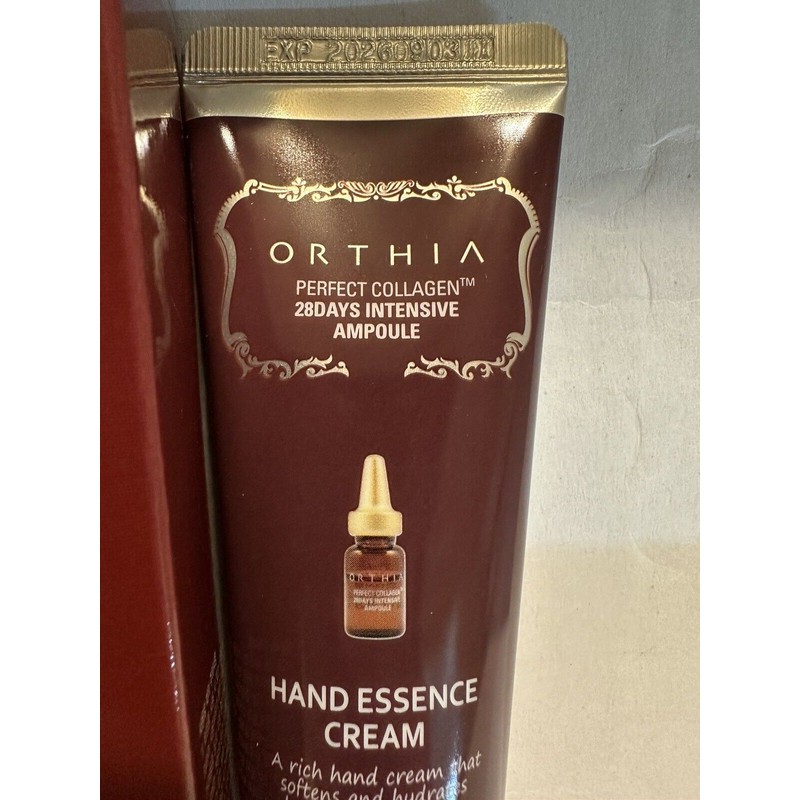 EXP 20260903
ORTHIA
PERFECT COLLAGEN™
28DAYS INTENSIVE
AMPOULE
ORTHIA
PERFECT COLLAGEN
28DAYS INTENSIVE
AMPOULE
HAND ESSENCE
CREAM
A rich hand cream that
softens and hydrates